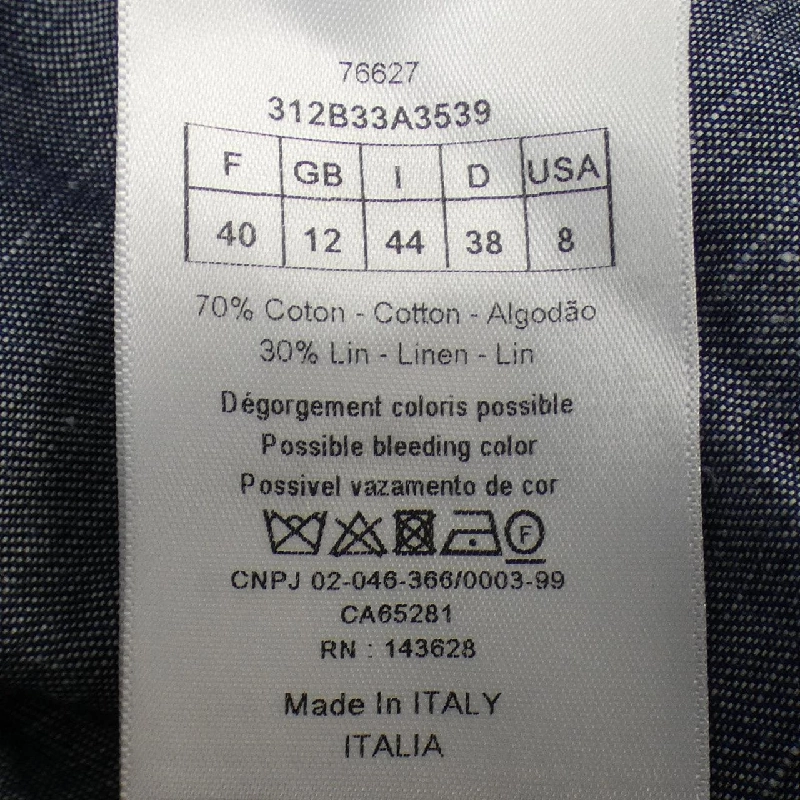 76627
312B33A3539
F GB I D USA
40 12 44 38 8
70% Coton - Cotton - Algodão
30% Lin - Linen - Lin
Dégorgement coloris possible
Possible bleeding color
Possivel vazamento de cor
F
CNPJ 02-046-366/0003-99
CA65281
RN : 143628
Made In ITALY
ITALIA